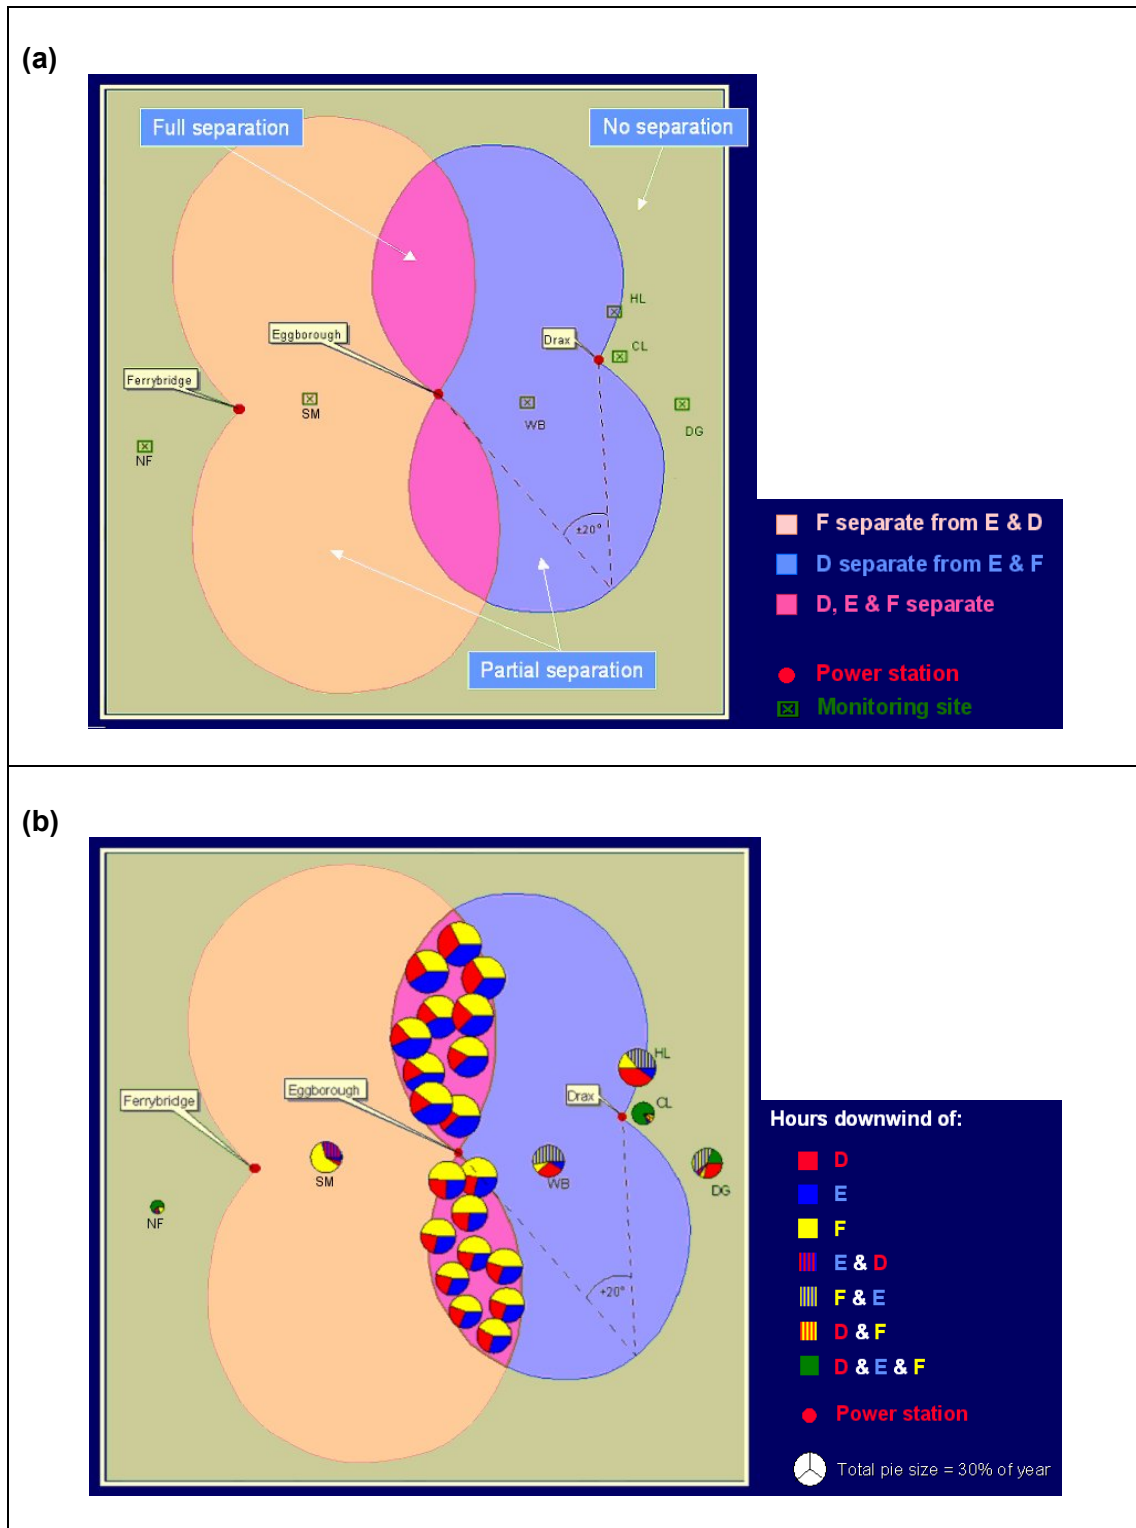 (a)
Full separation
No separation
HL
Eggborough
Drax
CL
Ferrybridge
SM
WB
DG
NF
±20°
F separate from E & D
D separate from E & F
D, E & F separate
Partial separation
Power station
Monitoring site
(b)
HL
Eggborough
Drax
CL
Ferrybridge
SM
WB
DG
NF
+20°
Hours downwind of:
D
E
F
E & D
F & E
D & F
D & E & F
Power station
Total pie size = 30% of year